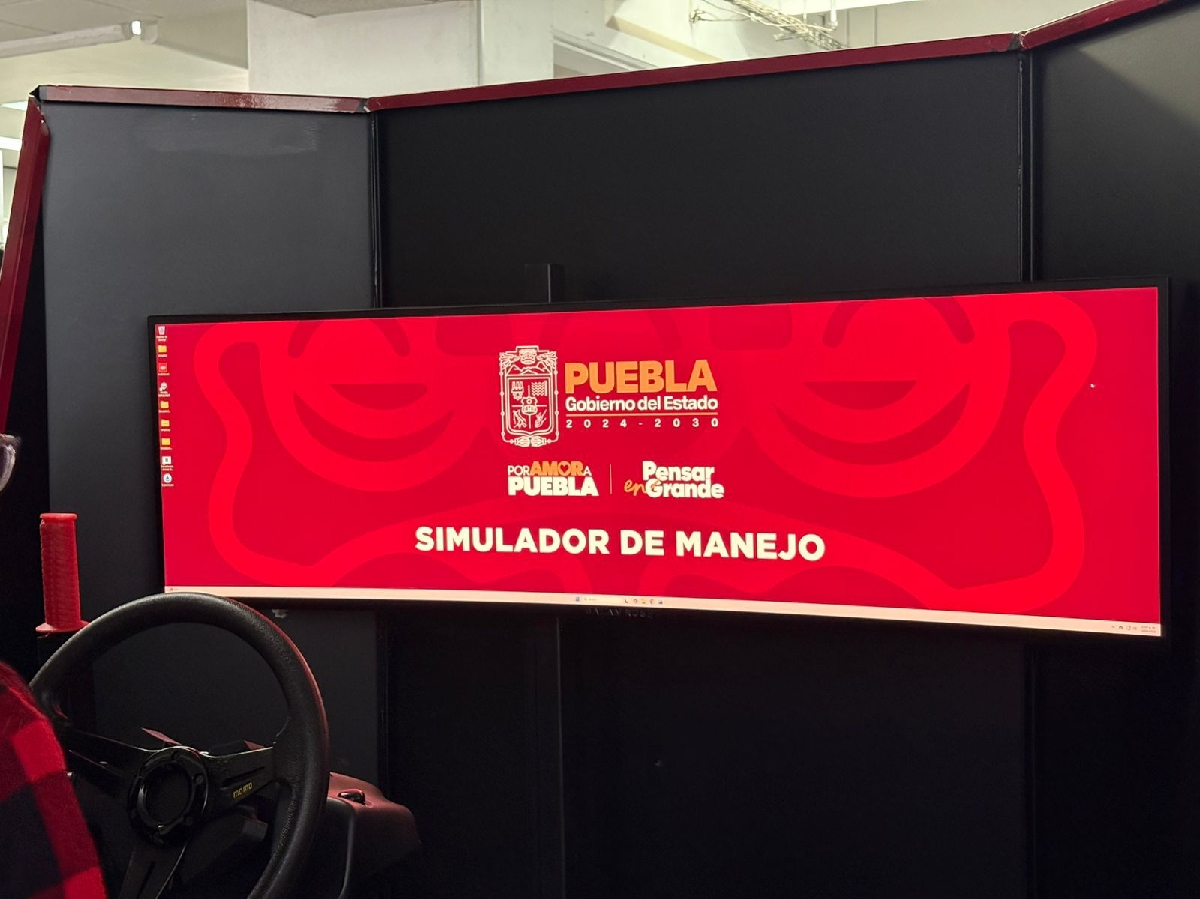 PUEBLA
Gobierno del Estado
2024 - 2030
POR AMOR A
PUEBLA
Pensar
en Grande
SIMULADOR DE MANEJO